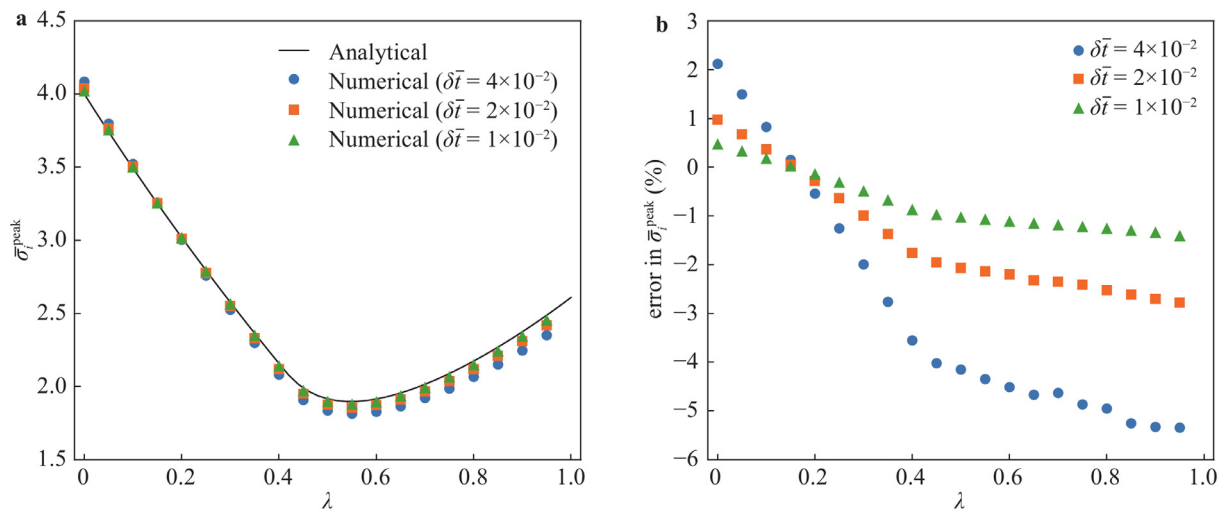 a
4.5
4.0
3.5
3.0
2.5
2.0
1.5
σ̄ᵢᵖᵉᵃᵏ
Analytical
Numerical (δt̄ = 4×10⁻²)
Numerical (δt̄ = 2×10⁻²)
Numerical (δt̄ = 1×10⁻²)
0 0.2 0.4 0.6 0.8 1.0
λ
b
3
2
1
0
−1
−2
−3
−4
−5
−6
error in σ̄ᵢᵖᵉᵃᵏ (%)
δt̄ = 4×10⁻²
δt̄ = 2×10⁻²
δt̄ = 1×10⁻²
0 0.2 0.4 0.6 0.8 1.0
λ